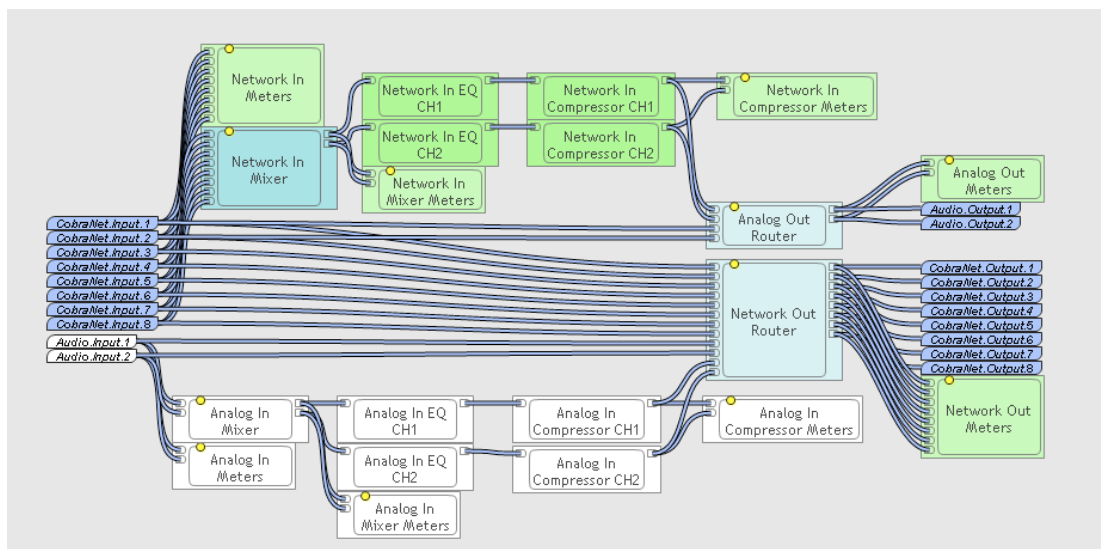 Network In
Meters
Network In
Mixer
Network In EQ
CH1
Network In
Compressor CH1
Network In
Compressor Meters
Network In EQ
CH2
Network In
Compressor CH2
Network In
Mixer Meters
Analog Out
Meters
Analog Out
Router
Audio.Output.1
Audio.Output.2
CobraNet.Input.1
CobraNet.Input.2
CobraNet.Input.3
CobraNet.Input.4
CobraNet.Input.5
CobraNet.Input.6
CobraNet.Input.7
CobraNet.Input.8
Audio.Input.1
Audio.Input.2
Network Out
Router
CobraNet.Output.1
CobraNet.Output.2
CobraNet.Output.3
CobraNet.Output.4
CobraNet.Output.5
CobraNet.Output.6
CobraNet.Output.7
CobraNet.Output.8
Network Out
Meters
Analog In
Mixer
Analog In EQ
CH1
Analog In
Compressor CH1
Analog In
Compressor Meters
Analog In
Meters
Analog In EQ
CH2
Analog In
Compressor CH2
Analog In
Mixer Meters